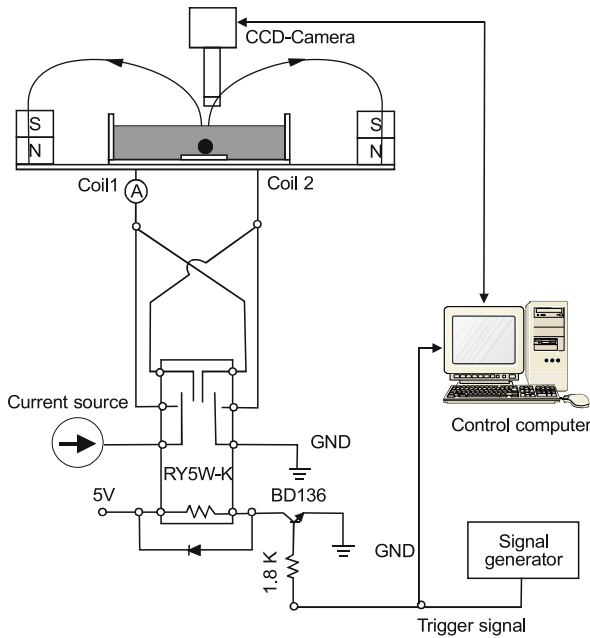 CCD-Camera
S
N
S
N
Coil1
A
Coil 2
Current source
GND
RY5W-K
5V
BD136
1.8 K
GND
Control computer
Signal
generator
Trigger signal